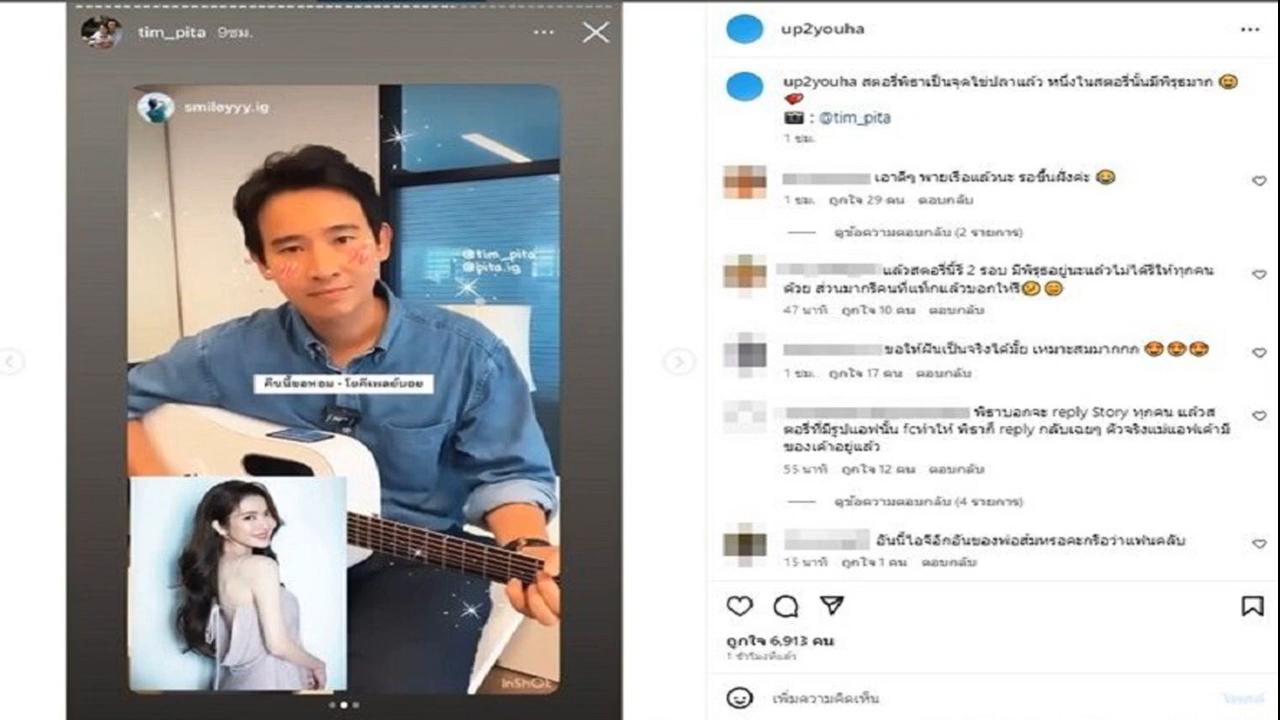 tim_pita 9ชม.
smileyyy.ig
@tim_pita
@pita.ig
คืนนี้ขอหอม - โยคีเพลย์บอย
InShOt
up2youha
up2youha สตอรี่พิธาเป็นจุดไข่ปลาแล้ว หนึ่งในสตอรี่นั้นมีพิรุธมาก 😄
💘
📷 : @tim_pita
1 ชม.
เอาดีๆ พายเรือแล้วนะ รอขึ้นฝั่งค่ะ 😂
1 ชม. ถูกใจ 29 คน ตอบกลับ
ดูข้อความตอบกลับ (2 รายการ)
แล้วสตอรี่นี้รี 2 รอบ มีพิรุธอยู่นะแล้วไม่ได้รีให้ทุกคน
ด้วย ส่วนมากรีคนที่แท็กแล้วบอกให้รี🤣😊
47 นาที ถูกใจ 10 คน ตอบกลับ
ขอให้ฝันเป็นจริงได้มั้ย เหมาะสมมากกก 😍😍😍
1 ชม. ถูกใจ 17 คน ตอบกลับ
พิธาบอกจะ reply Story ทุกคน แล้วส
ตอรี่ที่มีรูปแอฟนั้น fcทำให้ พิธาก็ reply กลับเฉยๆ ตัวจริงแม่แอฟเค้ามี
ของเค้าอยู่แล้ว
55 นาที ถูกใจ 12 คน ตอบกลับ
ดูข้อความตอบกลับ (4 รายการ)
อันนี้ไอจีอีกอันของพ่อส้มหรอคะกรือว่าแฟนคลับ
15 นาที ถูกใจ 1 คน ตอบกลับ
ถูกใจ 6,913 คน
1 ชั่วโมงที่แล้ว
เพิ่มความคิดเห็น
โพสต์